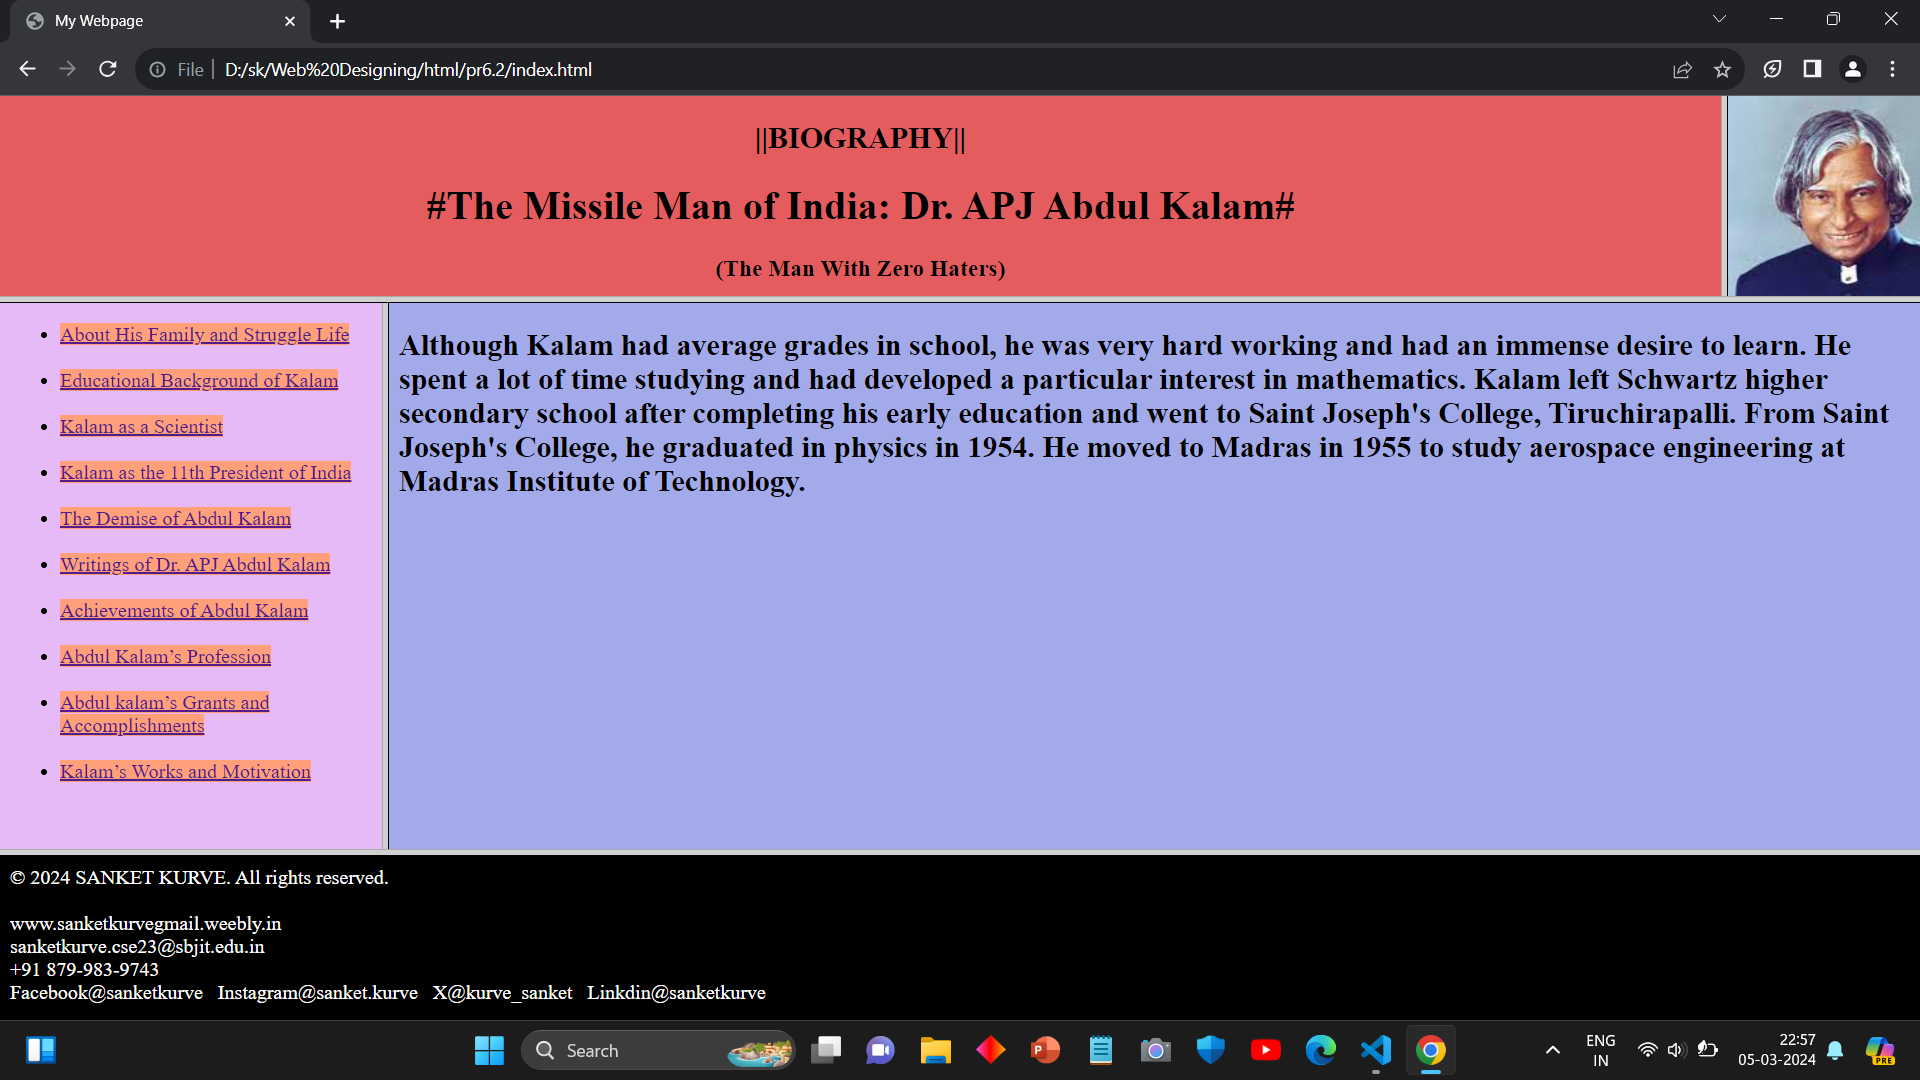 My Webpage
File
D:/sk/Web%20Designing/html/pr6.2/index.html
||BIOGRAPHY||
#The Missile Man of India: Dr. APJ Abdul Kalam#
(The Man With Zero Haters)
About His Family and Struggle Life
Educational Background of Kalam
Kalam as a Scientist
Kalam as the 11th President of India
The Demise of Abdul Kalam
Writings of Dr. APJ Abdul Kalam
Achievements of Abdul Kalam
Abdul Kalam’s Profession
Abdul kalam’s Grants and
Accomplishments
Kalam’s Works and Motivation
Although Kalam had average grades in school, he was very hard working and had an immense desire to learn. He
spent a lot of time studying and had developed a particular interest in mathematics. Kalam left Schwartz higher
secondary school after completing his early education and went to Saint Joseph's College, Tiruchirapalli. From Saint
Joseph's College, he graduated in physics in 1954. He moved to Madras in 1955 to study aerospace engineering at
Madras Institute of Technology.
© 2024 SANKET KURVE. All rights reserved.
www.sanketkurvegmail.weebly.in
sanketkurve.cse23@sbjit.edu.in
+91 879-983-9743
Facebook@sanketkurve Instagram@sanket.kurve X@kurve_sanket Linkdin@sanketkurve
Search
P
ENG
IN
22:57
05-03-2024
PRE